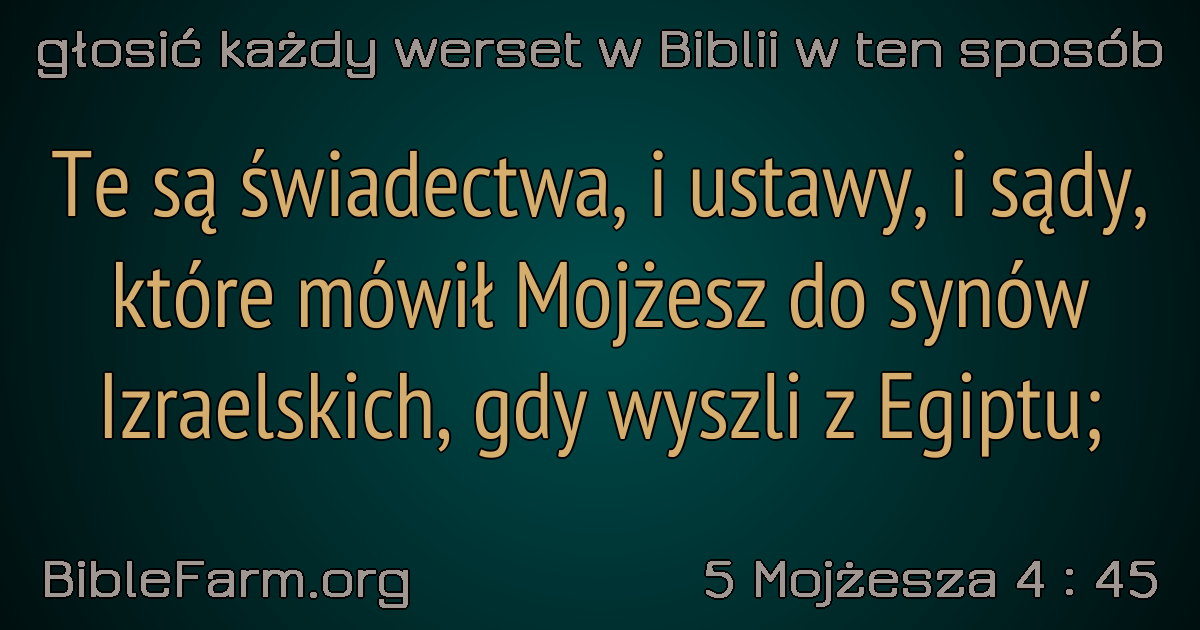 głosić każdy werset w Biblii w ten sposób
Te są świadectwa, i ustawy, i sądy,
które mówił Mojżesz do synów
Izraelskich, gdy wyszli z Egiptu;
BibleFarm.org
5 Mojżesza 4 : 45